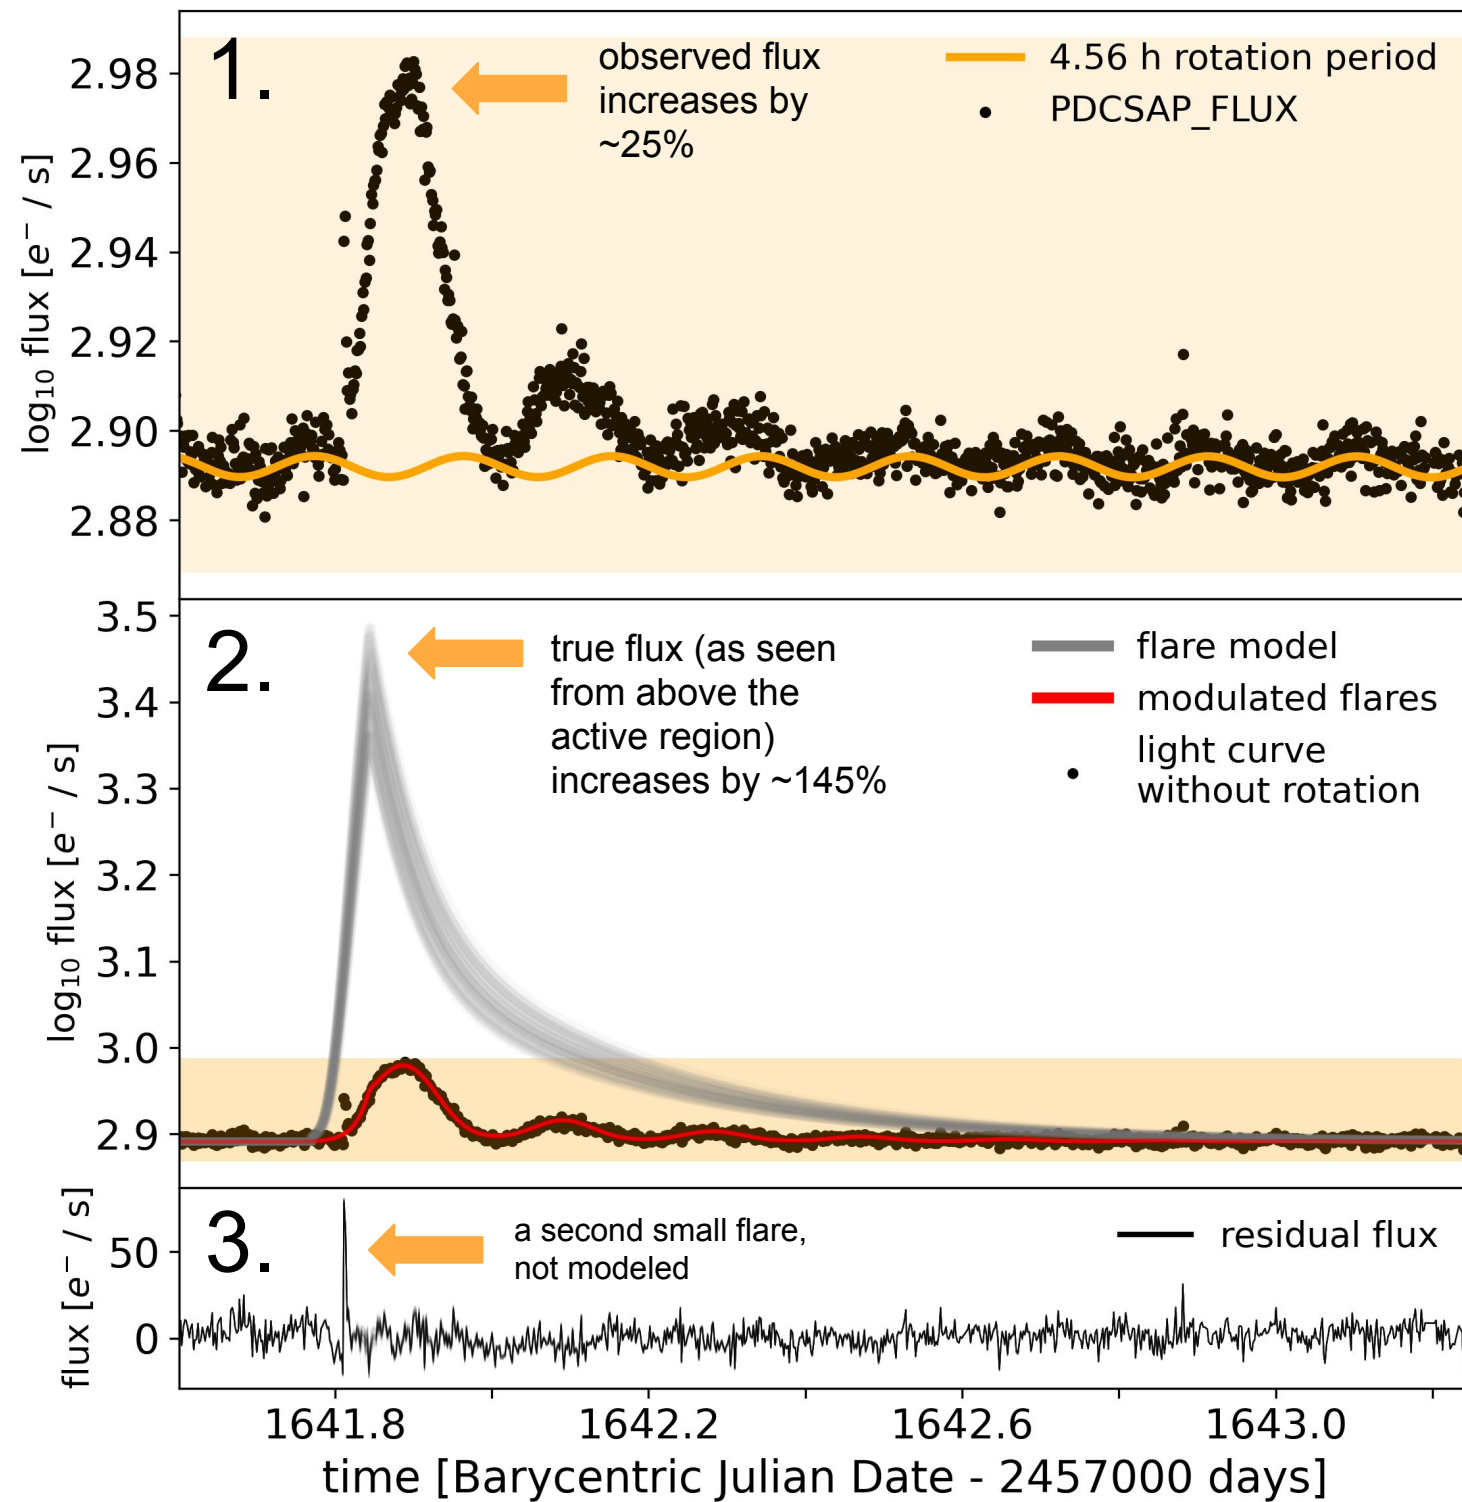 1.
observed flux
increases by
~25%
4.56 h rotation period
PDCSAP_FLUX
2.98
2.96
2.94
2.92
2.90
2.88
log₁₀ flux [e⁻ / s]
2.
true flux (as seen
from above the
active region)
increases by ~145%
flare model
modulated flares
light curve
without rotation
3.5
3.4
3.3
3.2
3.1
3.0
2.9
log₁₀ flux [e⁻ / s]
3.
a second small flare,
not modeled
residual flux
50
0
flux [e⁻ / s]
1641.8 1642.2 1642.6 1643.0
time [Barycentric Julian Date - 2457000 days]